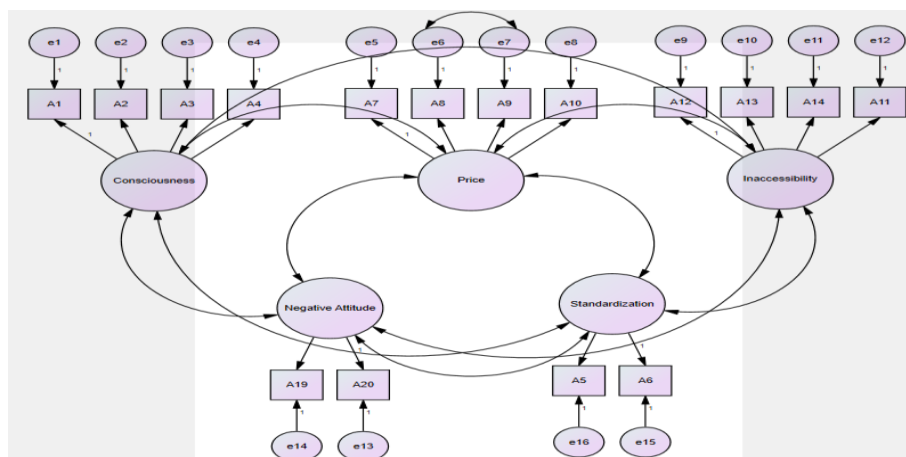 e1 e2 e3 e4 e5 e6 e7 e8 e9 e10 e11 e12
1 1 1 1 1 1 1 1 1 1 1 1
A1 A2 A3 A4 A7 A8 A9 A10 A12 A13 A14 A11
1 1 1
Consciousness Price Inaccessibility
Negative Attitude Standardization
1 1
A19 A20 A5 A6
1 1 1 1
e14 e13 e16 e15